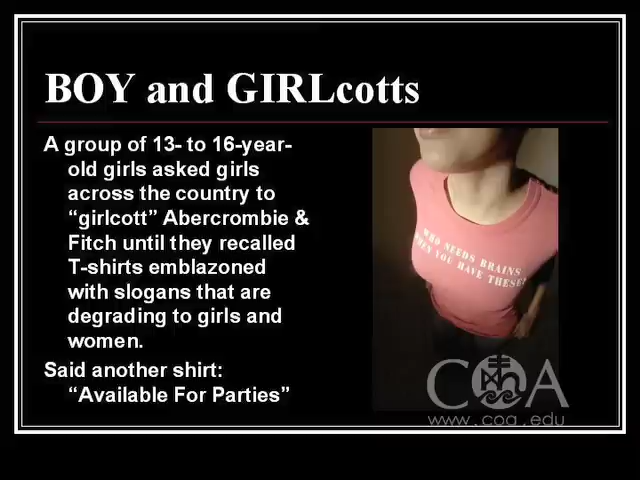 BOY and GIRLcotts
A group of 13- to 16-year-
old girls asked girls
across the country to
“girlcott” Abercrombie &
Fitch until they recalled
T-shirts emblazoned
with slogans that are
degrading to girls and
women.
Said another shirt:
“Available For Parties”
WHO NEEDS BRAINS
WHEN YOU HAVE THESE?
COA
www.coa.edu